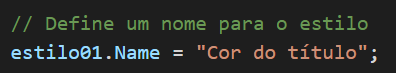 // Define um nome para o estilo
estilo01.Name = "Cor do título";